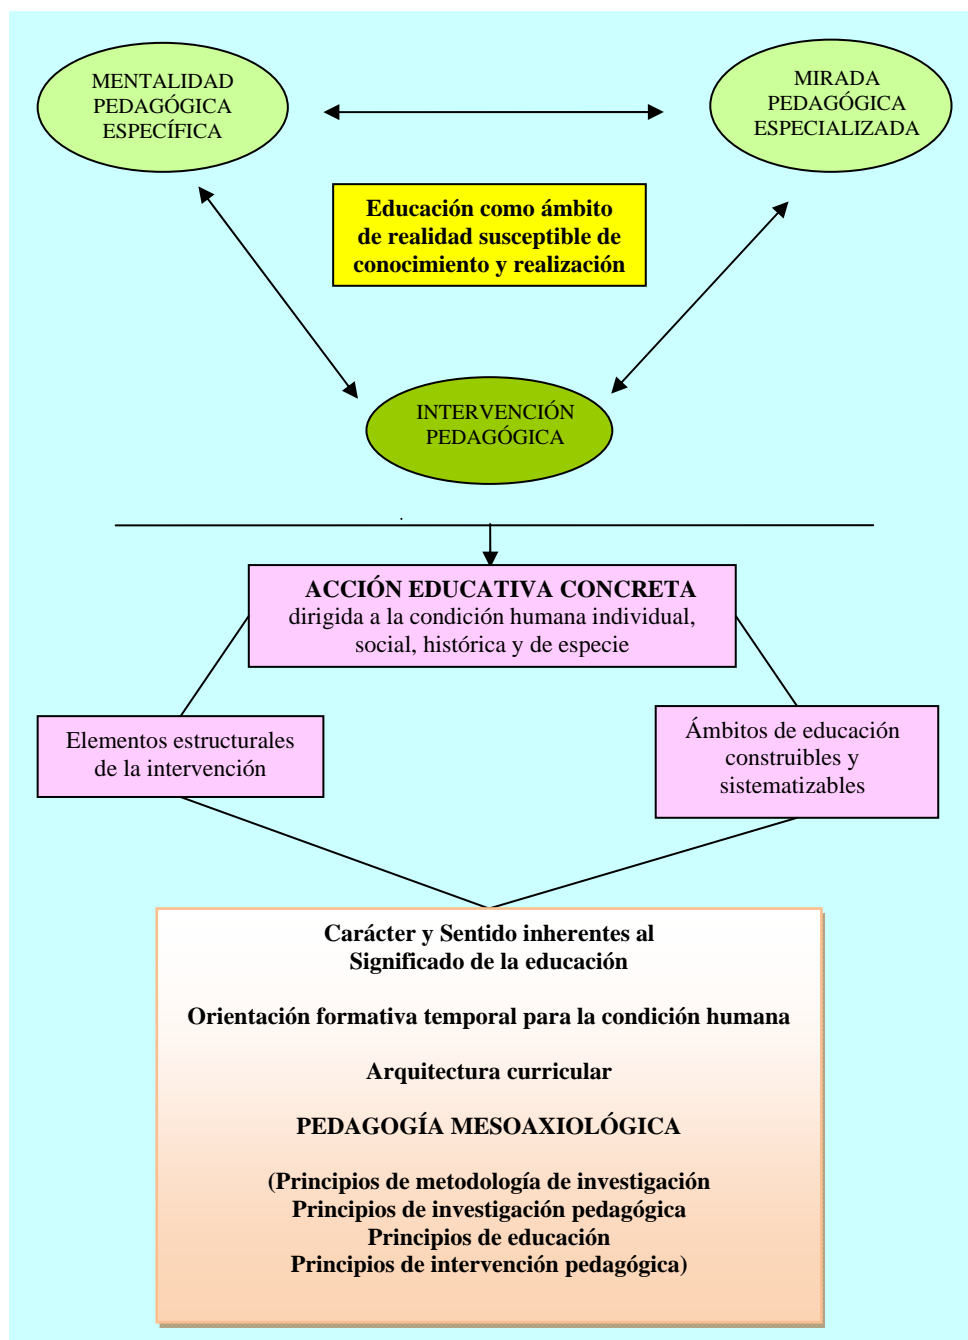 MENTALIDAD
PEDAGÓGICA
ESPECÍFICA
MIRADA
PEDAGÓGICA
ESPECIALIZADA
Educación como ámbito
de realidad susceptible de
conocimiento y realización
INTERVENCIÓN
PEDAGÓGICA
.
ACCIÓN EDUCATIVA CONCRETA
dirigida a la condición humana individual,
social, histórica y de especie
Elementos estructurales
de la intervención
Ámbitos de educación
construibles y
sistematizables
Carácter y Sentido inherentes al
Significado de la educación
Orientación formativa temporal para la condición humana
Arquitectura curricular
PEDAGOGÍA MESOAXIOLÓGICA
(Principios de metodología de investigación
Principios de investigación pedagógica
Principios de educación
Principios de intervención pedagógica)